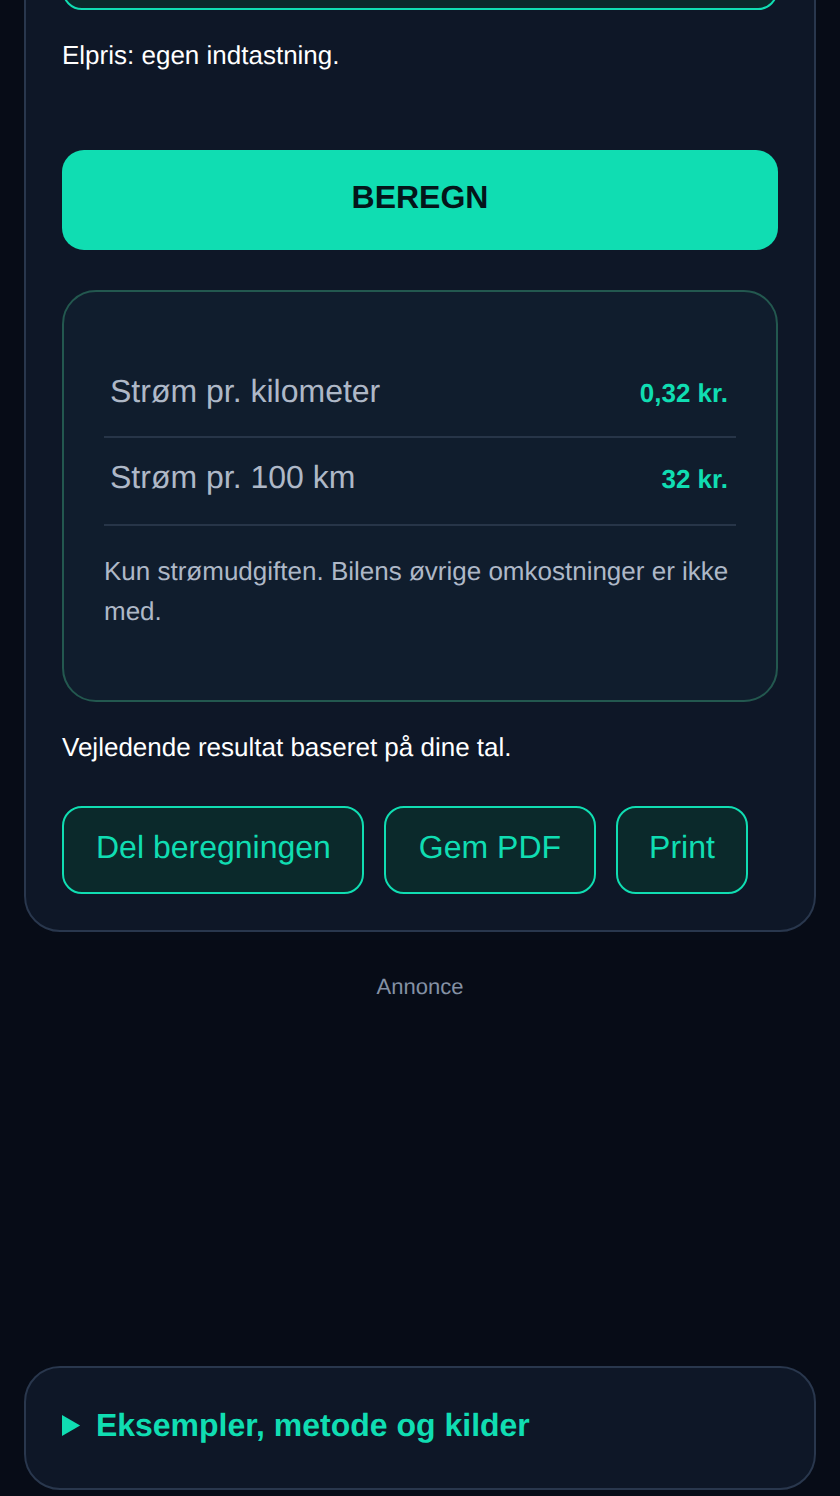 Elpris: egen indtastning.
BEREGN
Strøm pr. kilometer 0,32 kr.
Strøm pr. 100 km 32 kr.
Kun strømudgiften. Bilens øvrige omkostninger er ikke
med.
Vejledende resultat baseret på dine tal.
Del beregningen Gem PDF Print
Annonce
Eksempler, metode og kilder